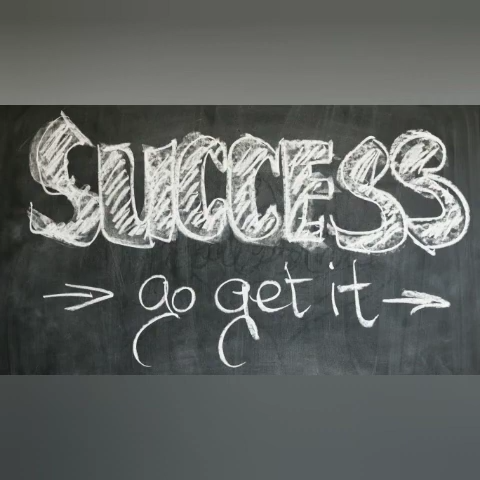 SUCCESS
→ go get it →